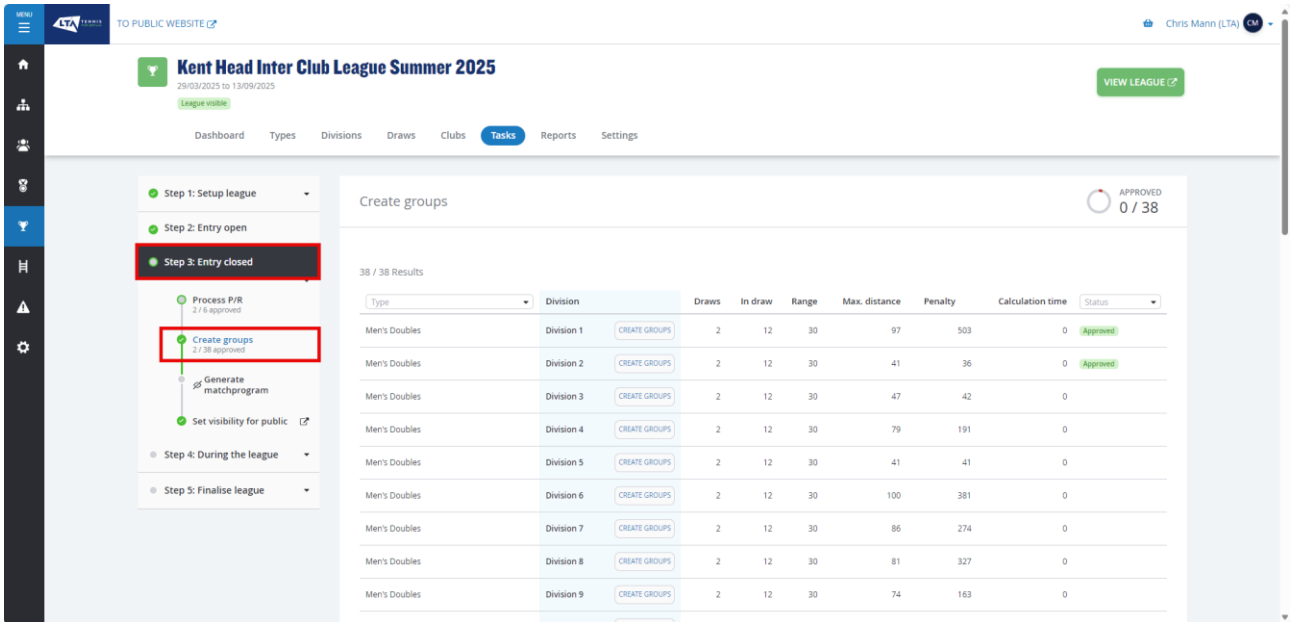 MENU
LTA TENNIS
TO PUBLIC WEBSITE
Chris Mann (LTA) CM
Kent Head Inter Club League Summer 2025
29/03/2025 to 13/09/2025
League visible
VIEW LEAGUE
Dashboard Types Divisions Draws Clubs Tasks Reports Settings
Step 1: Setup league
Step 2: Entry open
Step 3: Entry closed
Process P/R
2 / 6 approved
Create groups
2 / 38 approved
Generate
matchprogram
Set visibility for public
Step 4: During the league
Step 5: Finalise league
Create groups
APPROVED
0 / 38
38 / 38 Results
Type Division Draws In draw Range Max. distance Penalty Calculation time Status
Men's Doubles Division 1 CREATE GROUPS 2 12 30 97 503 0 Approved
Men's Doubles Division 2 CREATE GROUPS 2 12 30 41 36 0 Approved
Men's Doubles Division 3 CREATE GROUPS 2 12 30 47 42 0
Men's Doubles Division 4 CREATE GROUPS 2 12 30 79 191 0
Men's Doubles Division 5 CREATE GROUPS 2 12 30 41 41 0
Men's Doubles Division 6 CREATE GROUPS 2 12 30 100 381 0
Men's Doubles Division 7 CREATE GROUPS 2 12 30 86 274 0
Men's Doubles Division 8 CREATE GROUPS 2 12 30 81 327 0
Men's Doubles Division 9 CREATE GROUPS 2 12 30 74 163 0